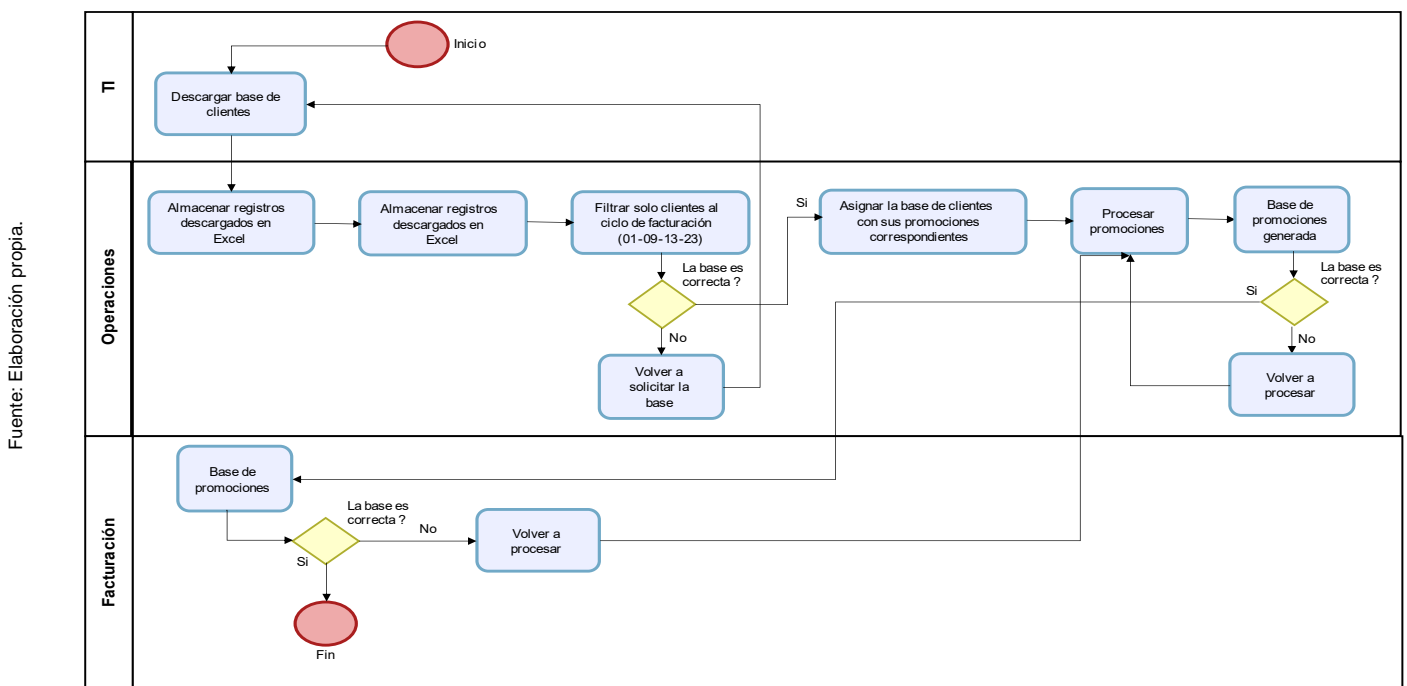 Fuente: Elaboración propia.
TI
Inicio
Descargar base de
clientes
Operaciones
Almacenar registros
descargados en
Excel
Almacenar registros
descargados en
Excel
Filtrar solo clientes al
ciclo de facturación
(01-09-13-23)
La base es
correcta ?
No
Volver a
solicitar la
base
Si
Asignar la base de clientes
con sus promociones
correspondientes
Procesar
promociones
Base de
promociones
generada
La base es
correcta ?
Si
No
Volver a
procesar
Facturación
Base de
promociones
La base es
correcta ?
No
Si
Volver a
procesar
Fin